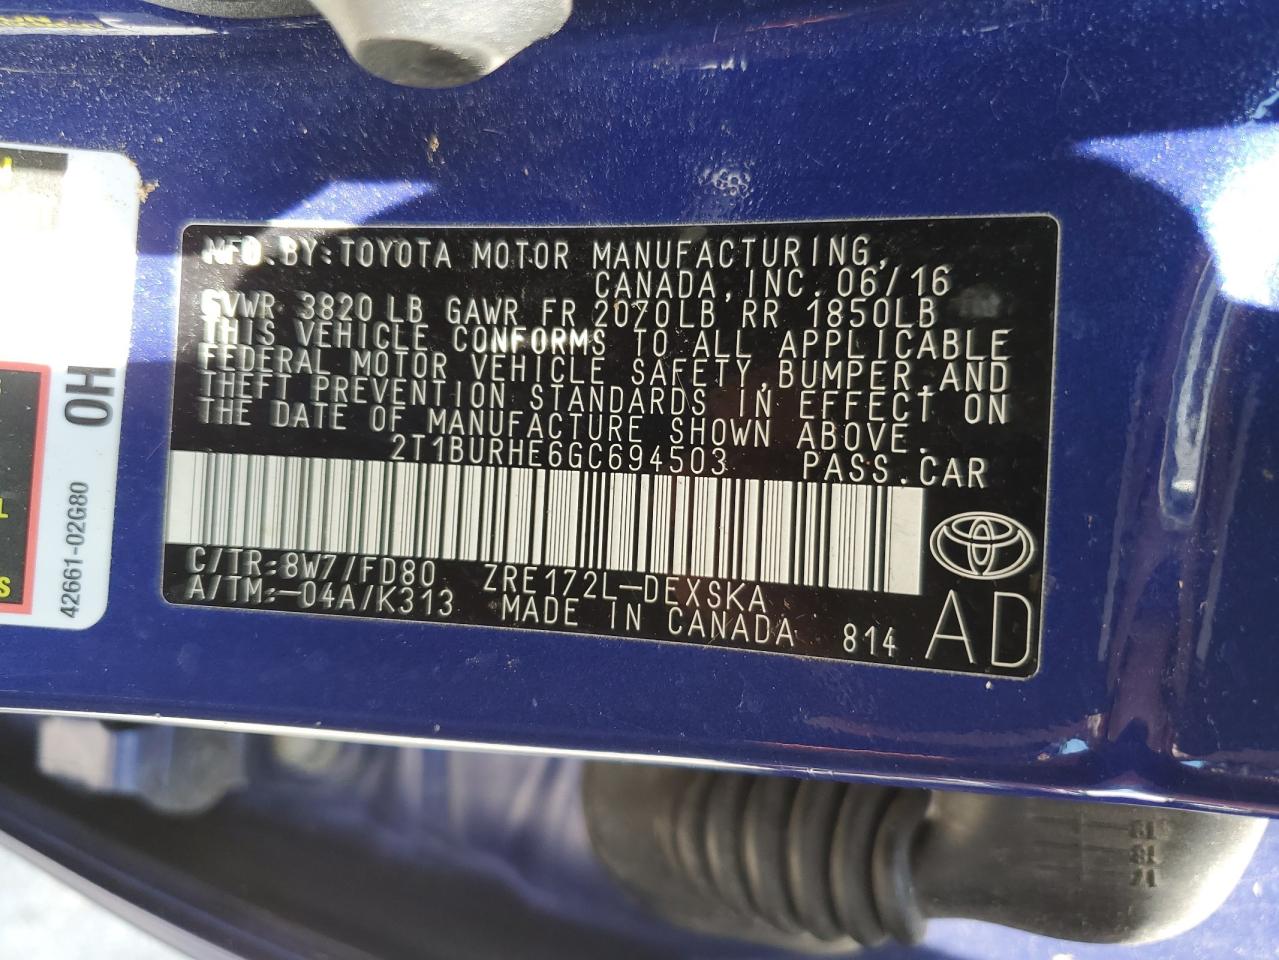 MFD. BY: TOYOTA MOTOR MANUFACTURING,
CANADA, INC. 06/16
GVWR 3820 LB GAWR FR 2070LB RR 1850LB
THIS VEHICLE CONFORMS TO ALL APPLICABLE
FEDERAL MOTOR VEHICLE SAFETY, BUMPER, AND
THEFT PREVENTION STANDARDS IN EFFECT ON
THE DATE OF MANUFACTURE SHOWN ABOVE.
2T1BURHE6GC694503 PASS. CAR
C/TR: 8W7/FD80 ZRE172L-DEXSKA
A/TM: -04A/K313 MADE IN CANADA 814 AD
0H
42661-02G80